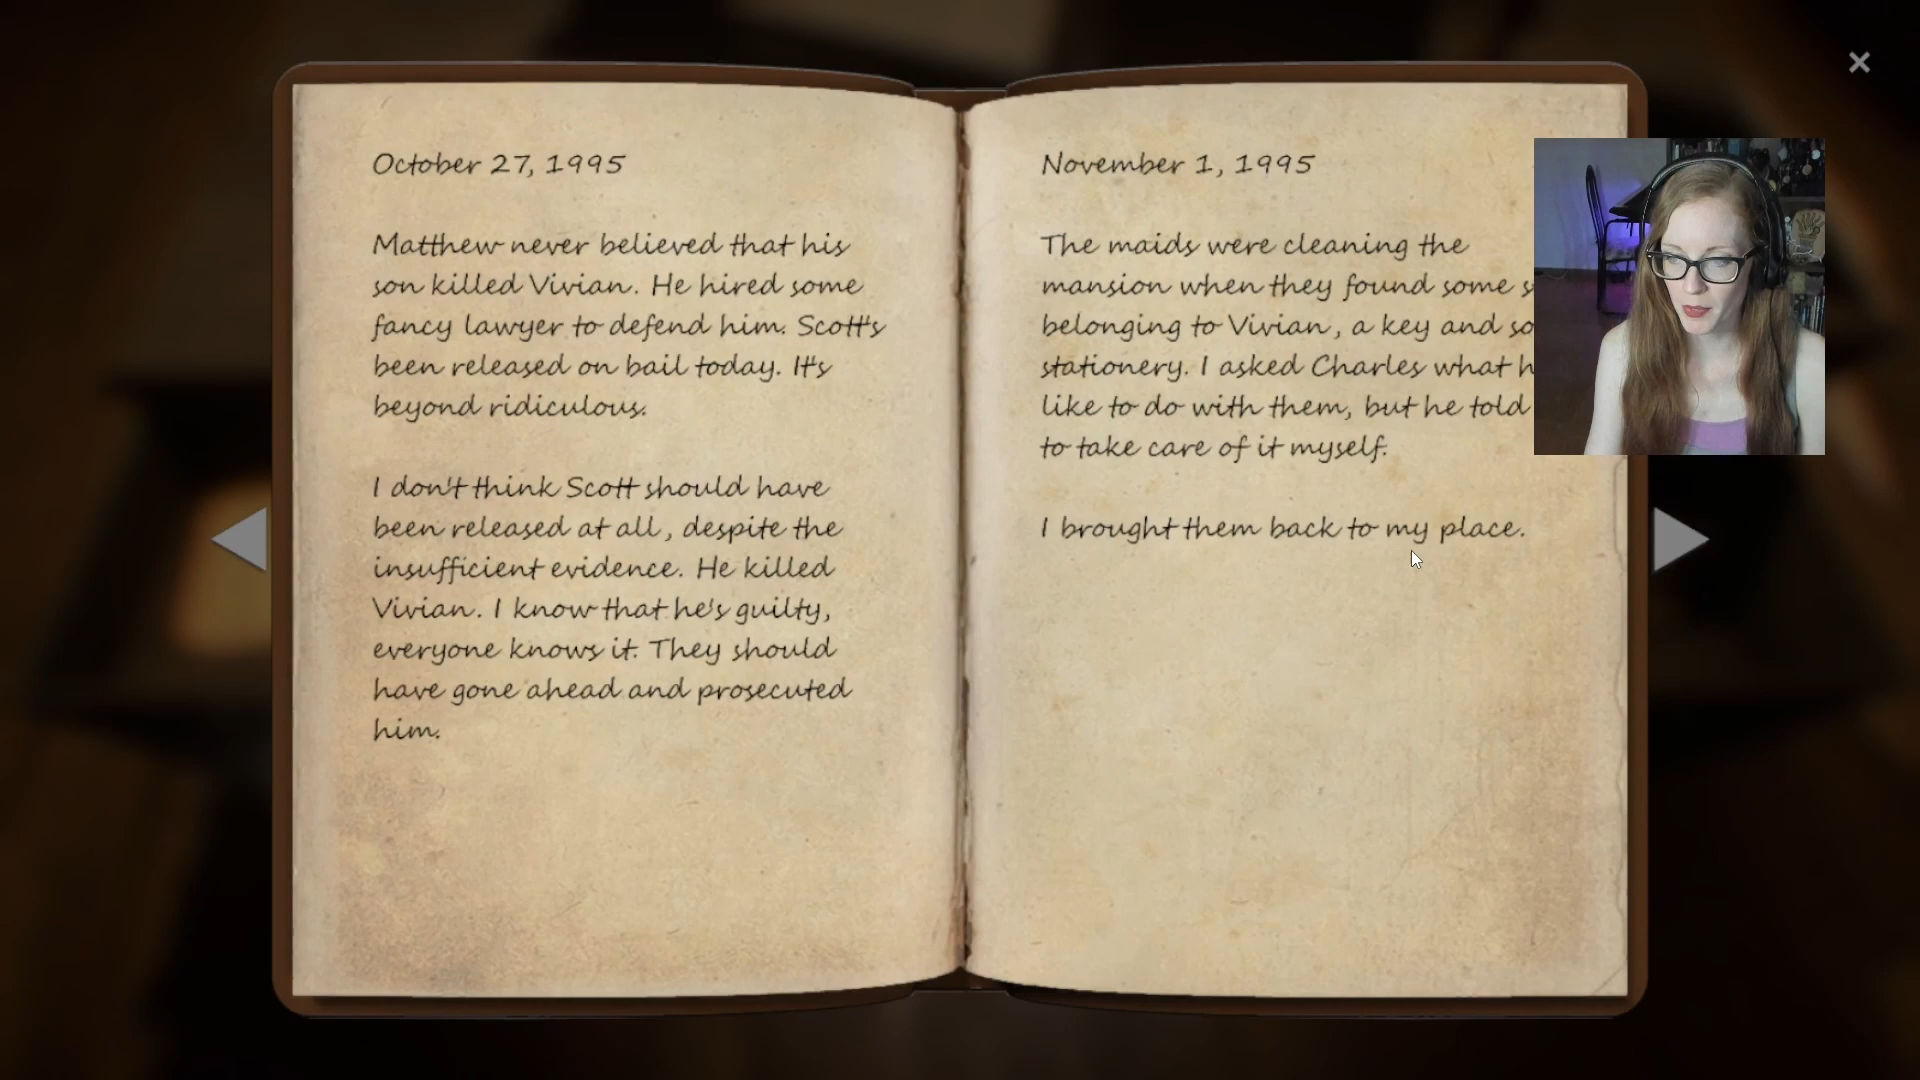 October 27, 1995
Matthew never believed that his
son killed Vivian. He hired some
fancy lawyer to defend him. Scott's
been released on bail today. It's
beyond ridiculous.
I don't think Scott should have
been released at all, despite the
insufficient evidence. He killed
Vivian. I know that he's guilty,
everyone knows it. They should
have gone ahead and prosecuted
him.
November 1, 1995
The maids were cleaning the
mansion when they found some
belonging to Vivian, a key and
stationery. I asked Charles what
like to do with them, but he told
to take care of it myself.
I brought them back to my place.